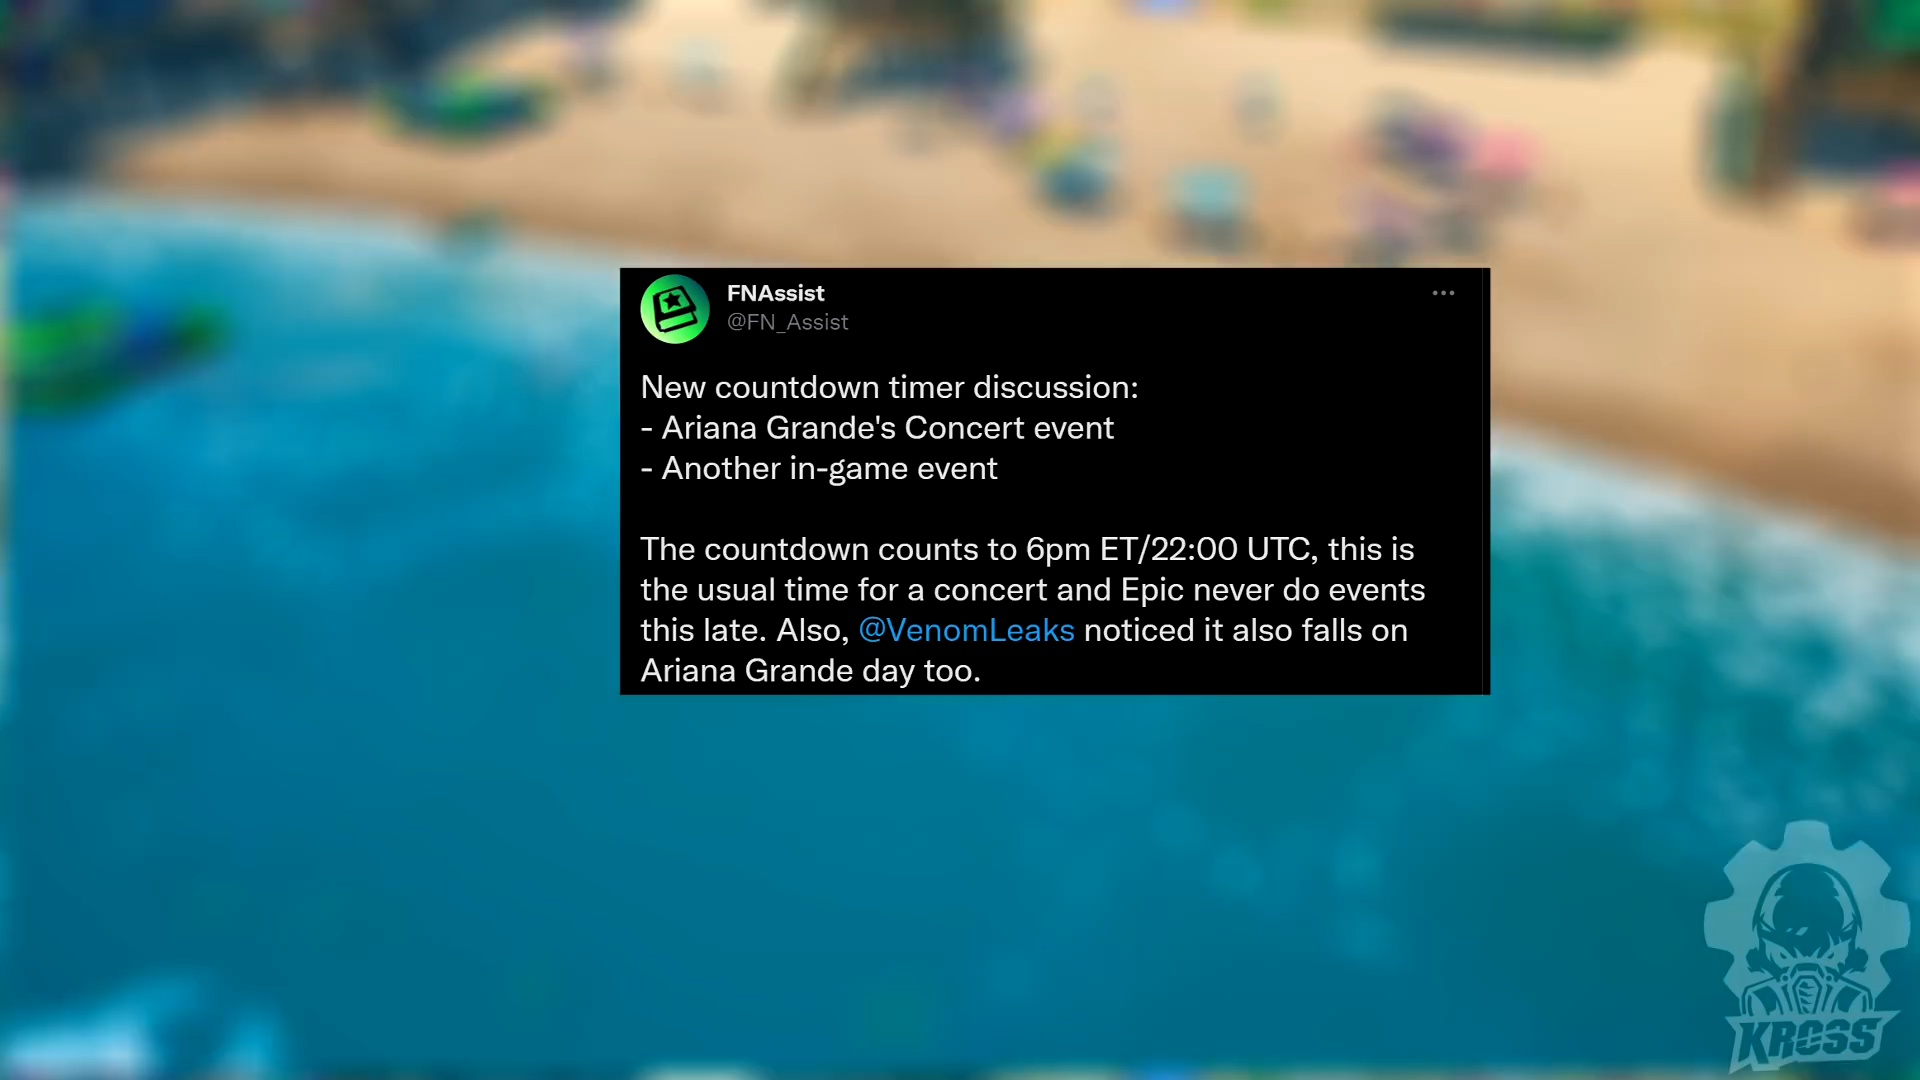 FNAssist
@FN_Assist
New countdown timer discussion:
- Ariana Grande's Concert event
- Another in-game event
The countdown counts to 6pm ET/22:00 UTC, this is
the usual time for a concert and Epic never do events
this late. Also, @VenomLeaks noticed it also falls on
Ariana Grande day too.
KROSS